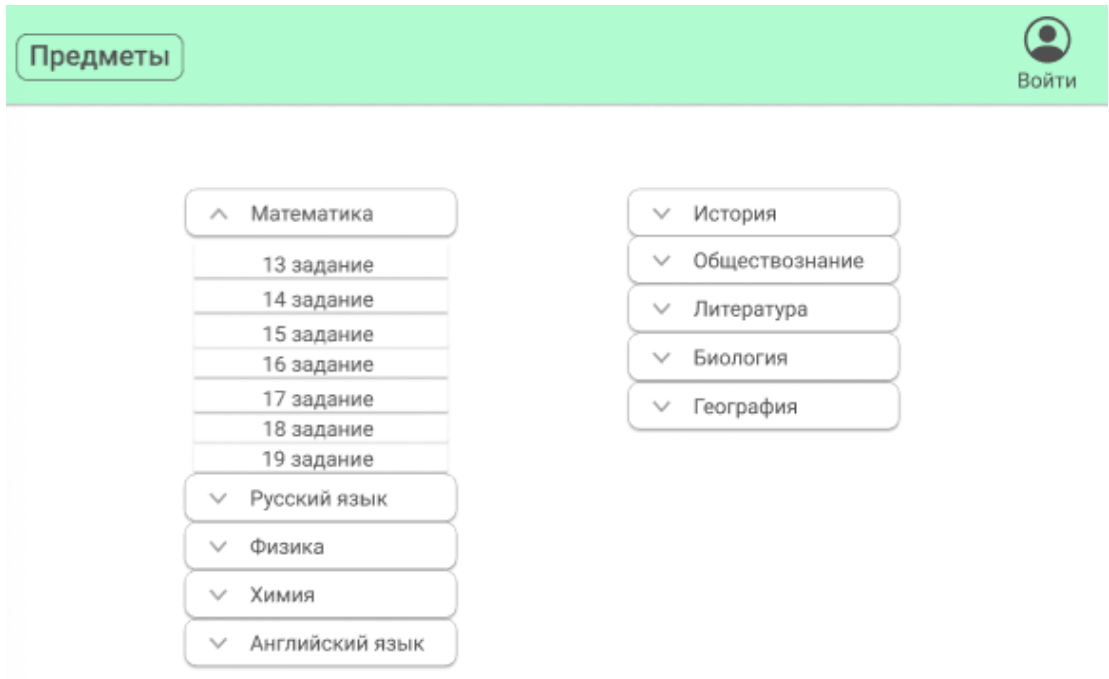 Предметы
Войти
Математика
13 задание
14 задание
15 задание
16 задание
17 задание
18 задание
19 задание
Русский язык
Физика
Химия
Английский язык
История
Обществознание
Литература
Биология
География